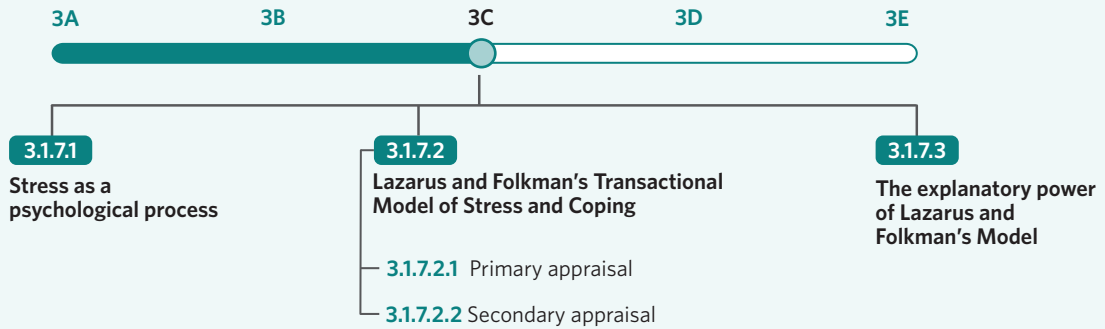 3A 3B 3C 3D 3E
3.1.7.1
Stress as a
psychological process
3.1.7.2
Lazarus and Folkman’s Transactional
Model of Stress and Coping
3.1.7.2.1 Primary appraisal
3.1.7.2.2 Secondary appraisal
3.1.7.3
The explanatory power
of Lazarus and
Folkman’s Model